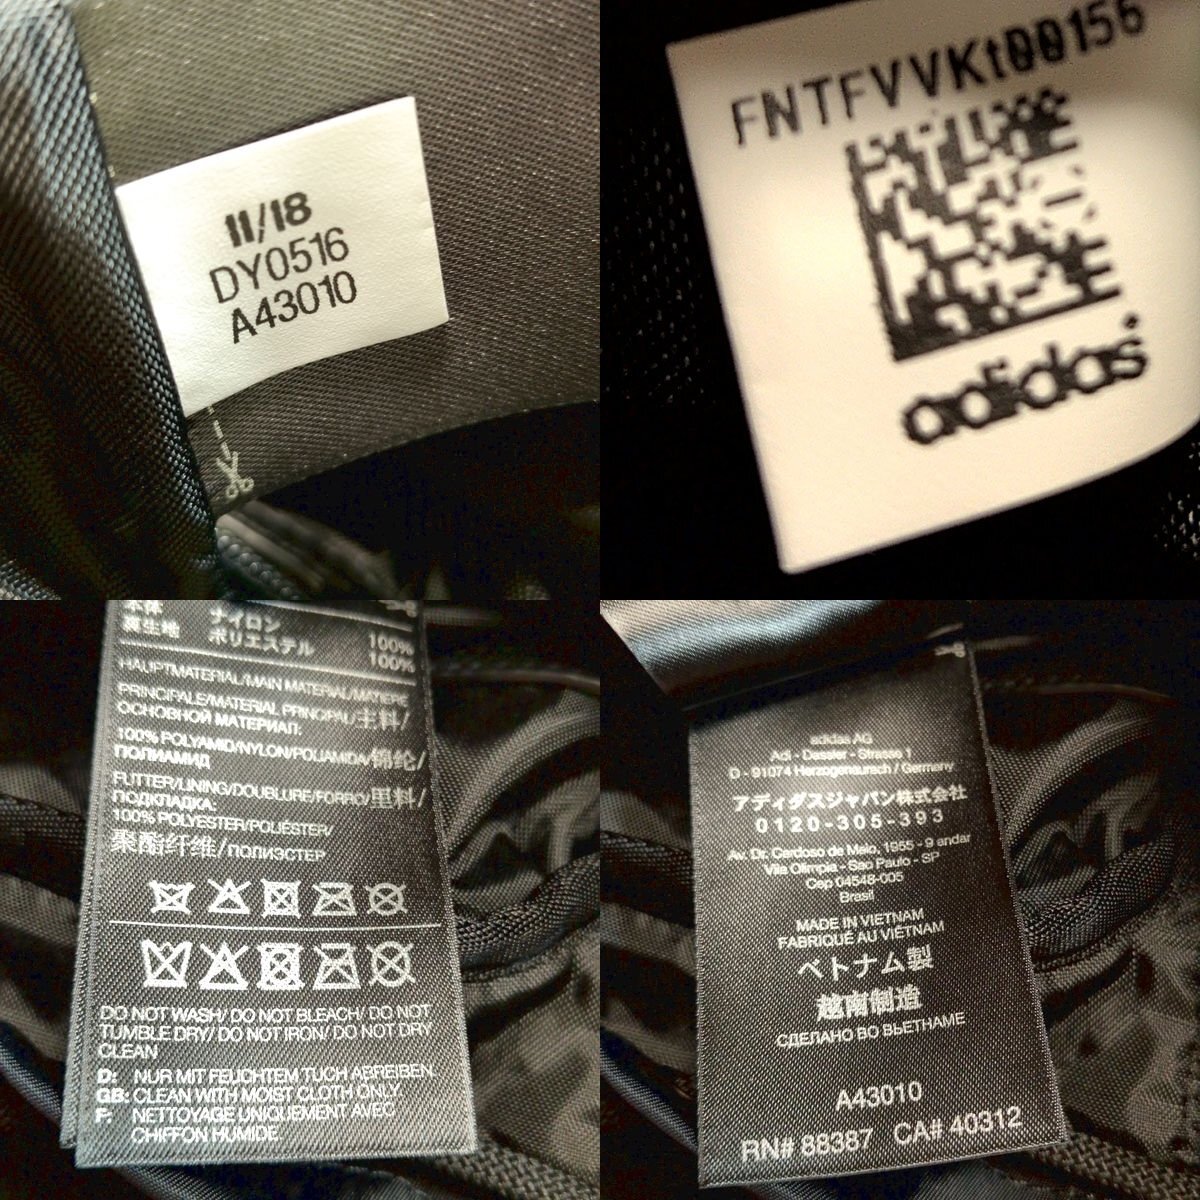 11/18
DY0516
A43010
FNTFVVKt00156
adidas
本体 ナイロン 100%
裏生地 ポリエステル 100%
HAUPTMATERIAL/MAIN MATERIAL/MATIERE
PRINCIPALE/MATERIAL PRINCIPAL/主料/
ОСНОВНОЙ МАТЕРИАЛ:
100% POLYAMID/NYLON/POLIAMIDA/锦纶/
ПОЛИАМИД
FUTTER/LINING/DOUBLURE/FORRO/里料/
ПОДКЛАДКА:
100% POLYESTER/POLIÉSTER/
聚酯纤维/ПОЛИЭСТЕР
DO NOT WASH/ DO NOT BLEACH/ DO NOT
TUMBLE DRY/ DO NOT IRON/ DO NOT DRY
CLEAN
D: NUR MIT FEUCHTEM TUCH ABREIBEN.
GB: CLEAN WITH MOIST CLOTH ONLY.
F: NETTOYAGE UNIQUEMENT AVEC
CHIFFON HUMIDE.
adidas AG
Adi - Dassler - Strasse 1
D - 91074 Herzogenaurach / Germany
アディダスジャパン株式会社
0120-305-393
Av. Dr. Cardoso de Melo, 1955 - 9 andar
Vila Olimpia - Sao Paulo - SP
Cep 04548-005
Brasil
MADE IN VIETNAM
FABRIQUÉ AU VIÊTNAM
ベトナム製
越南制造
СДЕЛАНО ВО ВЬЕТНАМЕ
A43010
RN# 88387 CA# 40312